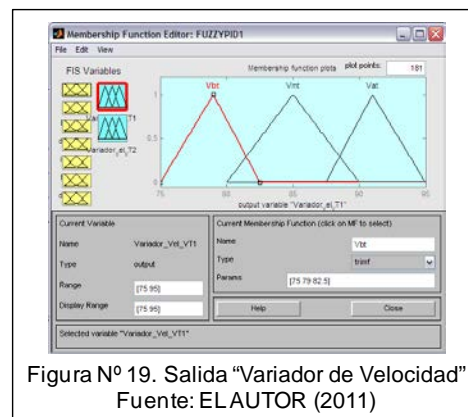 Membership Function Editor: FUZZYPID1
File Edit View
FIS Variables
Membership function plots plot points: 181
Vbt Vmt Vat
1
0.5
0
75 80 85 90 95
output variable "Variador_el_VT1"
Current Variable
Name Variador_Vel_VT1
Type output
Range [75 95]
Display Range [75 95]
Current Membership Function (click on MF to select)
Name Vbt
Type trimf
Params [75 79 82.5]
Help Close
Selected variable "Variador_Vel_VT1"
Figura Nº 19. Salida “Variador de Velocidad”
Fuente: EL AUTOR (2011)